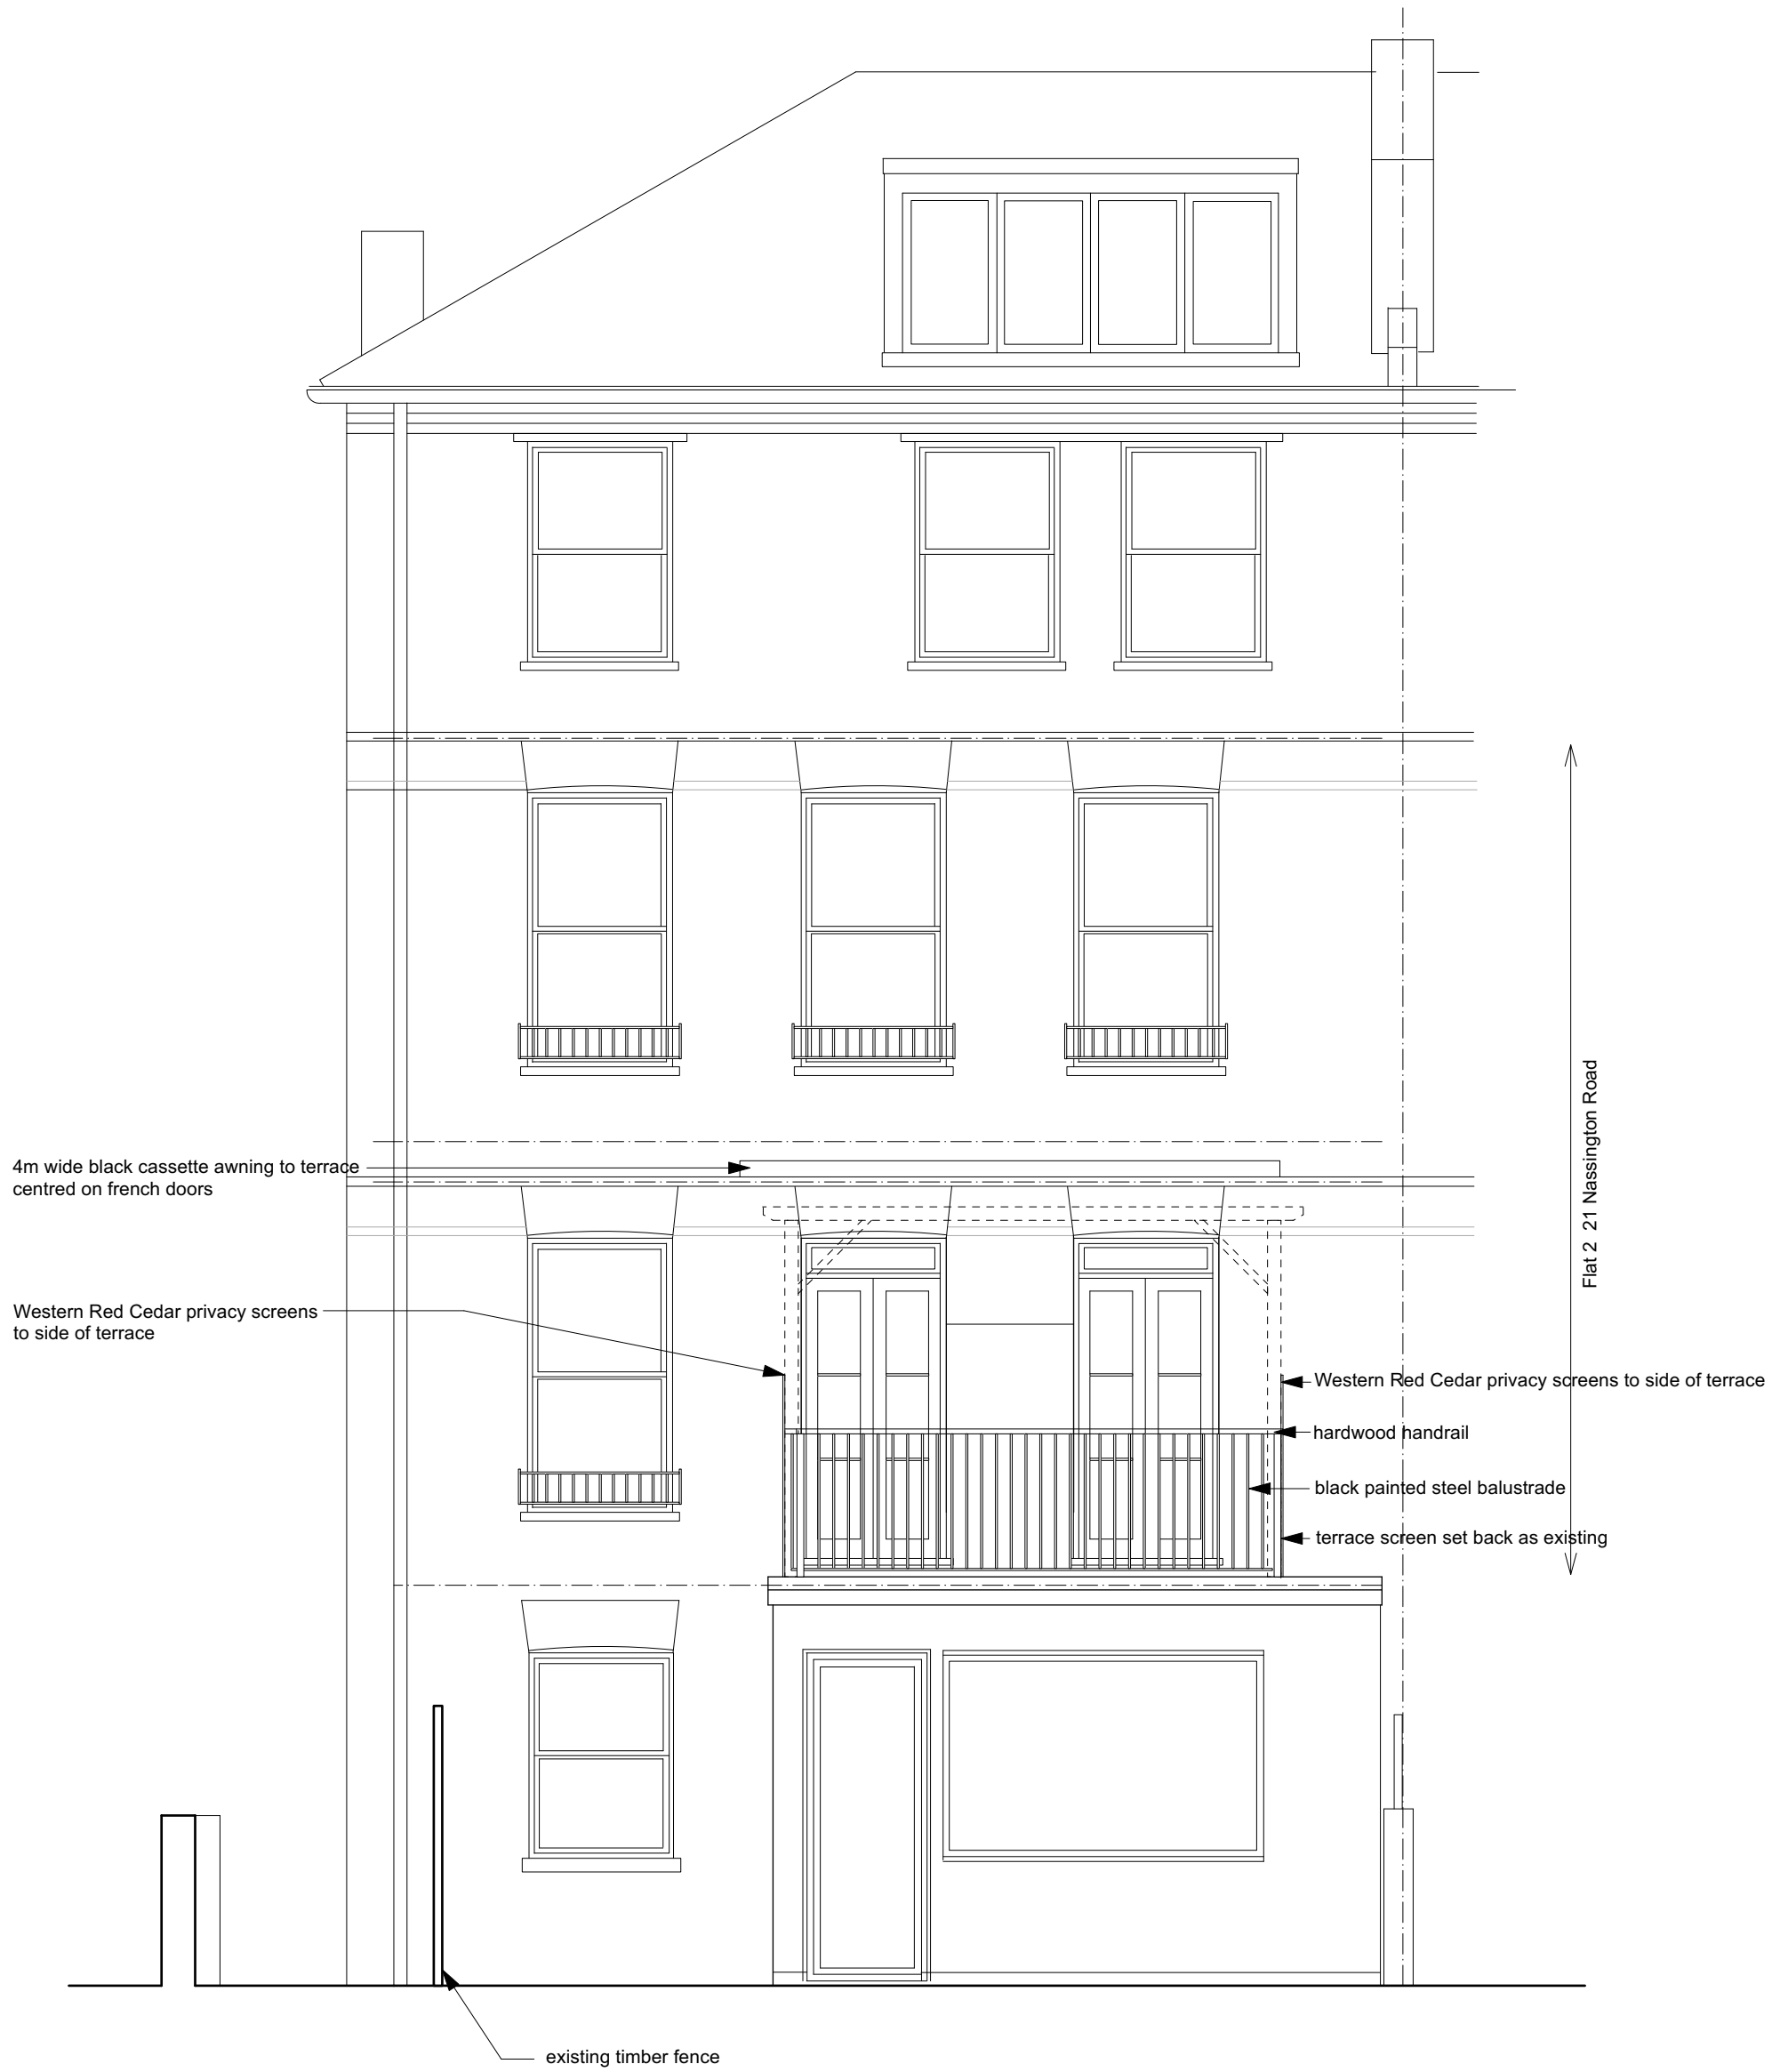 4m wide black cassette awning to terrace
centred on french doors
Flat 2 21 Nassington Road
Western Red Cedar privacy screens
to side of terrace
Western Red Cedar privacy screens to side of terrace
hardwood handrail
black painted steel balustrade
terrace screen set back as existing
existing timber fence